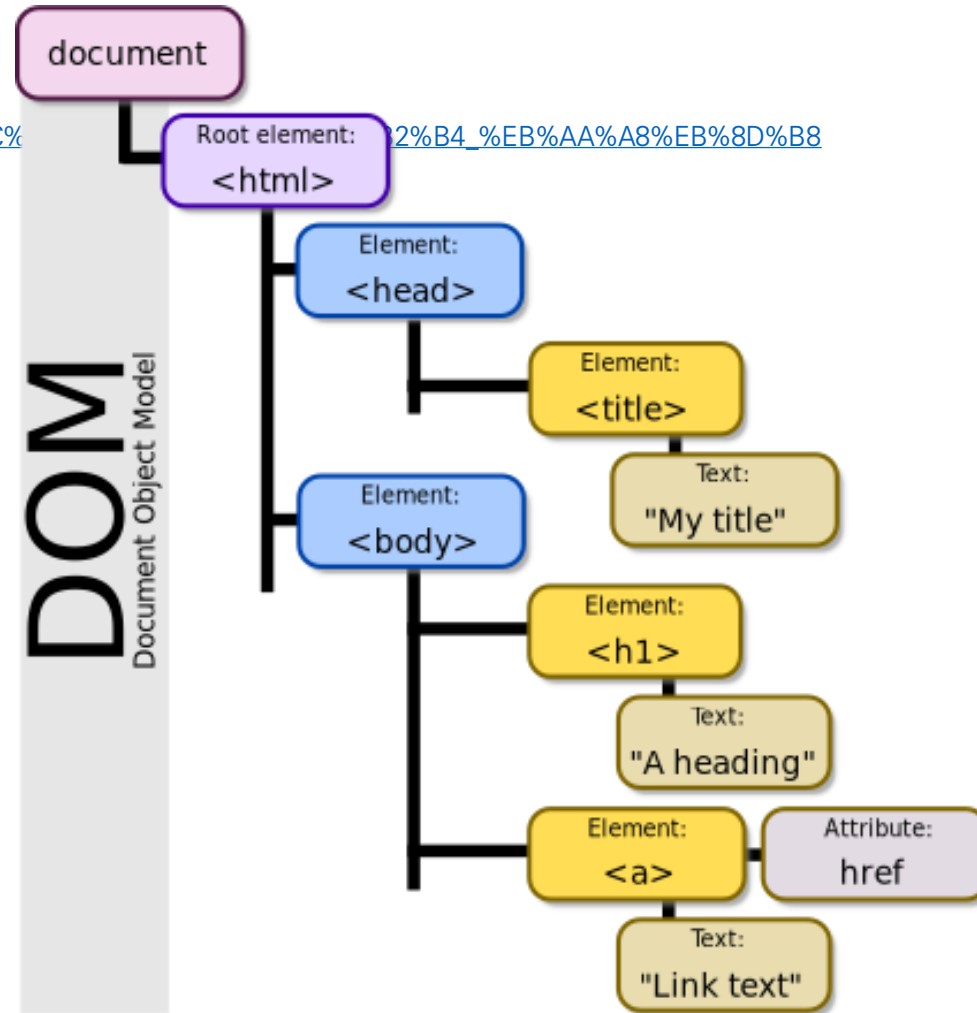 document
C%
2%B4_%EB%AA%A8%EB%8D%B8
Root element:
<html>
Element:
<head>
Element:
<title>
Text:
"My title"
Element:
<body>
Element:
<h1>
Text:
"A heading"
Element:
<a>
Attribute:
href
Text:
"Link text"
DOM
Document Object Model